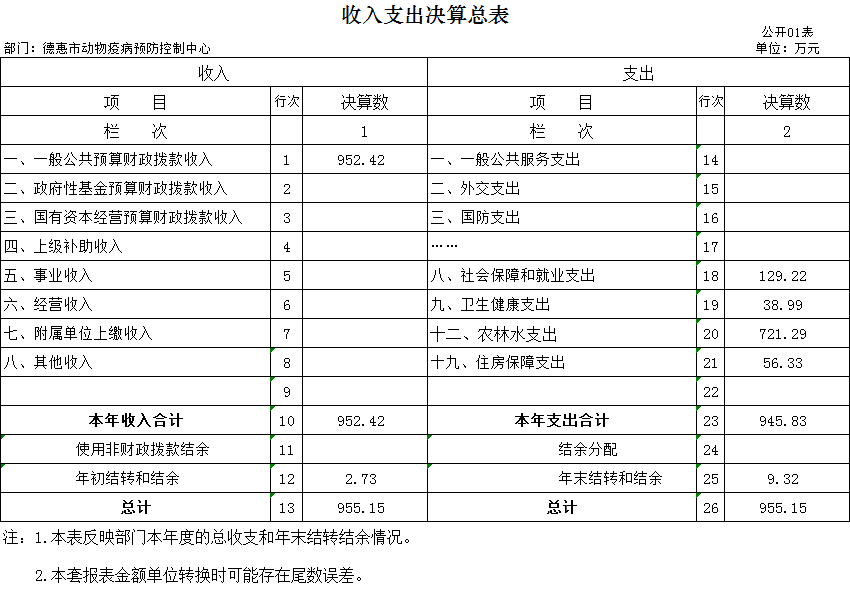 收入支出决算总表
公开01表
部门：德惠市动物疫病预防控制中心 单位：万元
收入 支出
项 目 行次 决算数 项 目 行次 决算数
栏 次 1 栏 次 2
一、一般公共预算财政拨款收入 1 952.42 一、一般公共服务支出 14
二、政府性基金预算财政拨款收入 2 二、外交支出 15
三、国有资本经营预算财政拨款收入 3 三、国防支出 16
四、上级补助收入 4 …… 17
五、事业收入 5 八、社会保障和就业支出 18 129.22
六、经营收入 6 九、卫生健康支出 19 38.99
七、附属单位上缴收入 7 十二、农林水支出 20 721.29
八、其他收入 8 十九、住房保障支出 21 56.33
9 22
本年收入合计 10 952.42 本年支出合计 23 945.83
使用非财政拨款结余 11 结余分配 24
年初结转和结余 12 2.73 年末结转和结余 25 9.32
总计 13 955.15 总计 26 955.15
注：1.本表反映部门本年度的总收支和年末结转结余情况。
2.本套报表金额单位转换时可能存在尾数误差。